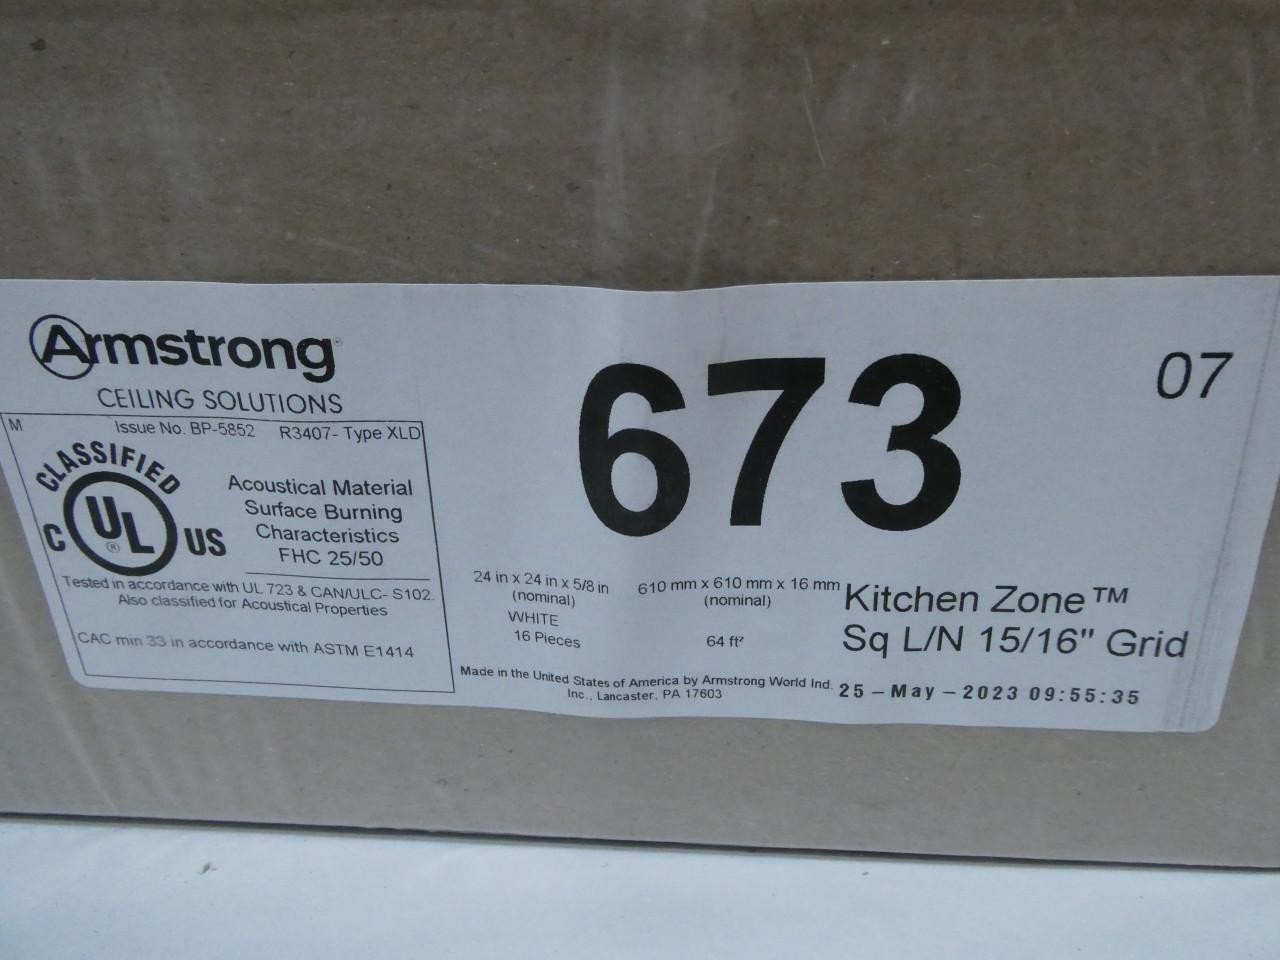 Armstrong
CEILING SOLUTIONS
M
Issue No. BP-5852 R3407- Type XLD
CLASSIFIED
C UL ® US
Acoustical Material
Surface Burning
Characteristics
FHC 25/50
Tested in accordance with UL 723 & CAN/ULC- S102.
Also classified for Acoustical Properties
CAC min 33 in accordance with ASTM E1414
673
07
24 in x 24 in x 5/8 in
(nominal)
WHITE
16 Pieces
610 mm x 610 mm x 16 mm
(nominal)
64 ft²
Kitchen Zone™
Sq L/N 15/16" Grid
Made in the United States of America by Armstrong World Ind.
Inc., Lancaster, PA 17603
25-May-2023 09:55:35